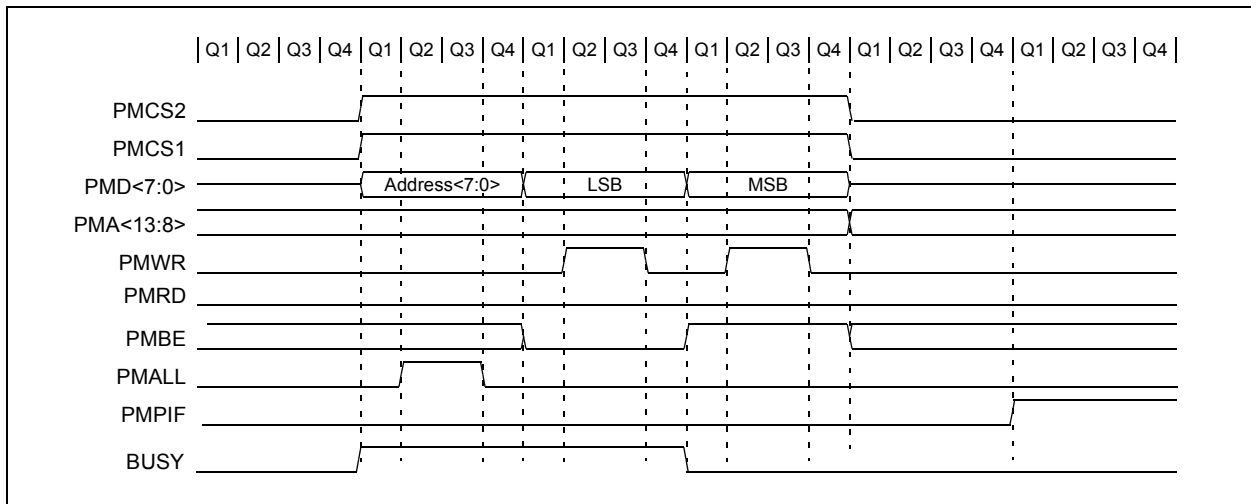 Q1 Q2 Q3 Q4 Q1 Q2 Q3 Q4 Q1 Q2 Q3 Q4 Q1 Q2 Q3 Q4 Q1 Q2 Q3 Q4 Q1 Q2 Q3 Q4
PMCS2
PMCS1
PMD<7:0> Address<7:0> LSB MSB
PMA<13:8>
PMWR
PMRD
PMBE
PMALL
PMPIF
BUSY